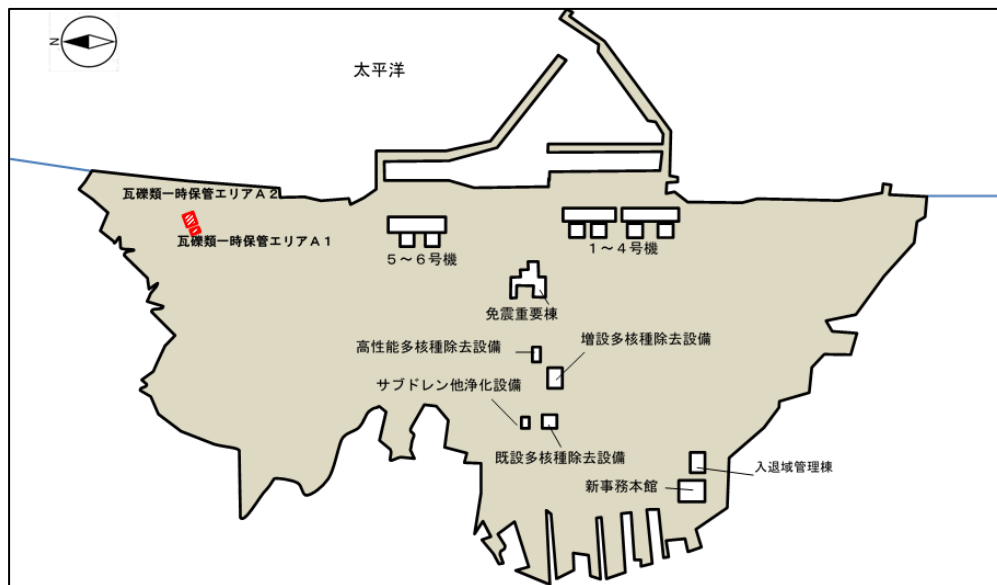 N
太平洋
瓦礫類一時保管エリアA2
瓦礫類一時保管エリアA1
5~6号機
1~4号機
免震重要棟
高性能多核種除去設備
増設多核種除去設備
サブドレン他浄化設備
既設多核種除去設備
入退域管理棟
新事務本館